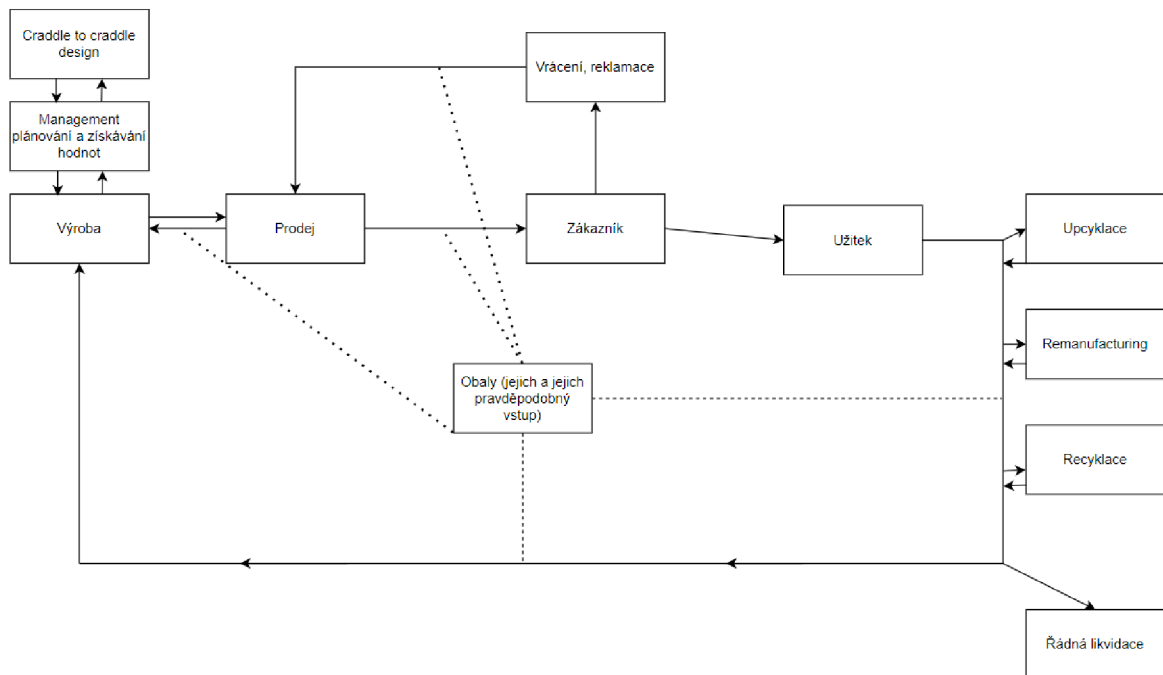 Craddle to craddle
design
Vrácení, reklamace
Management
plánování a získávání
hodnot
Výroba
Prodej
Zákazník
Užitek
Upcyklace
Remanufacturing
Obaly (jejich a jejich
pravděpodobný
vstup)
Recyklace
Řádná likvidace